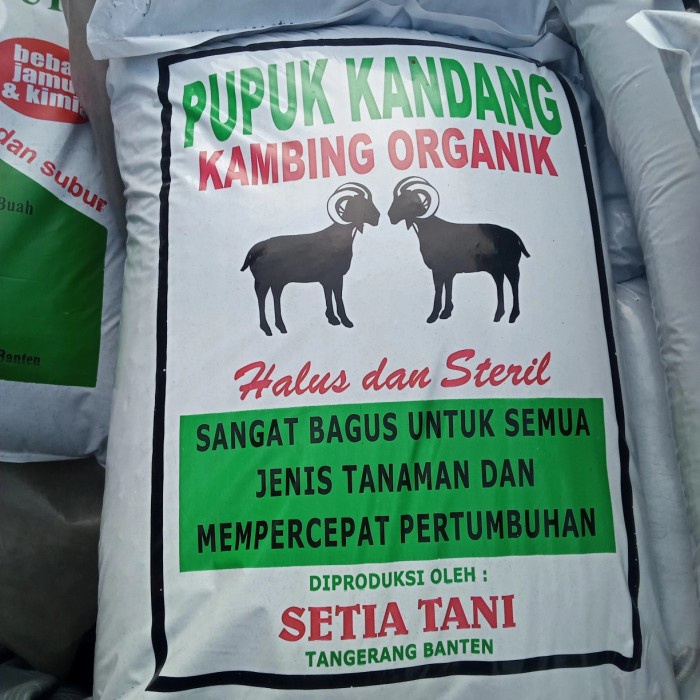 PUPUK KANDANG
KAMBING ORGANIK
Halus dan Steril
SANGAT BAGUS UNTUK SEMUA
JENIS TANAMAN DAN
MEMPERCEPAT PERTUMBUHAN
DIPRODUKSI OLEH :
SETIA TANI
TANGERANG BANTEN
jamu
& kimi
dan subur
Buah
Banten